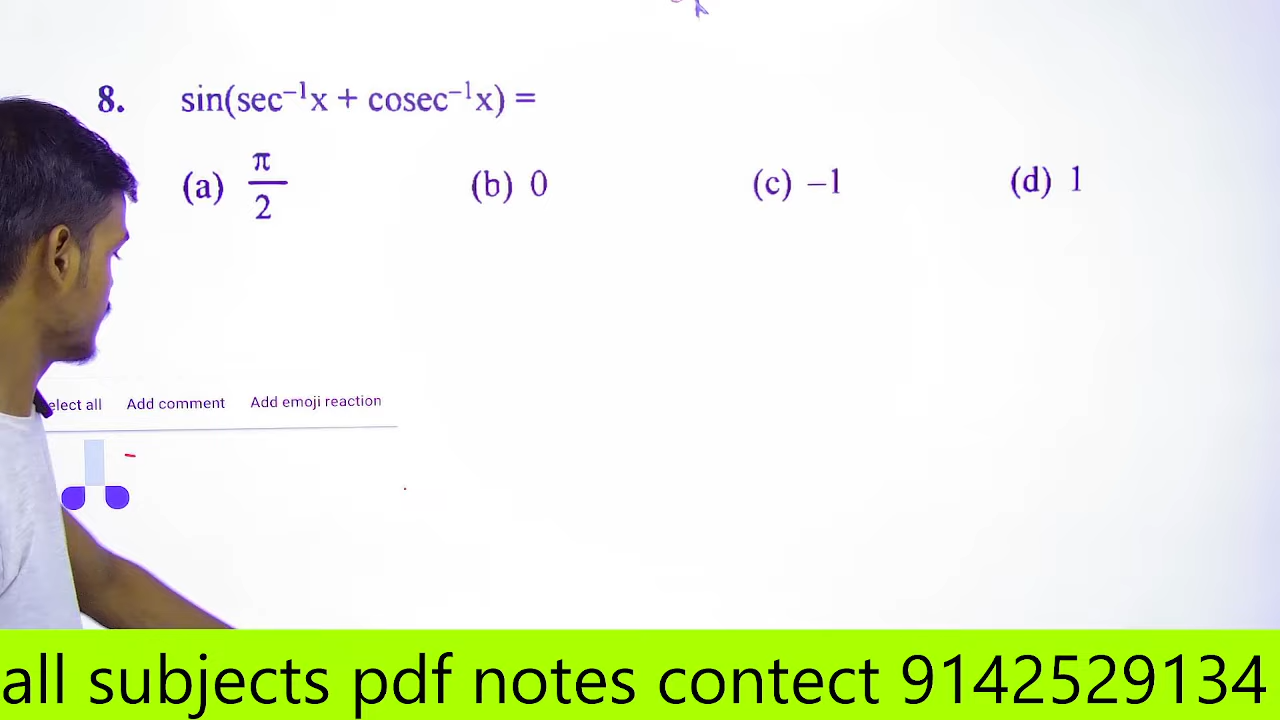 8. sin(sec⁻¹x + cosec⁻¹x) =
(a) π/2 (b) 0 (c) –1 (d) 1
elect all Add comment Add emoji reaction
all subjects pdf notes contect 9142529134